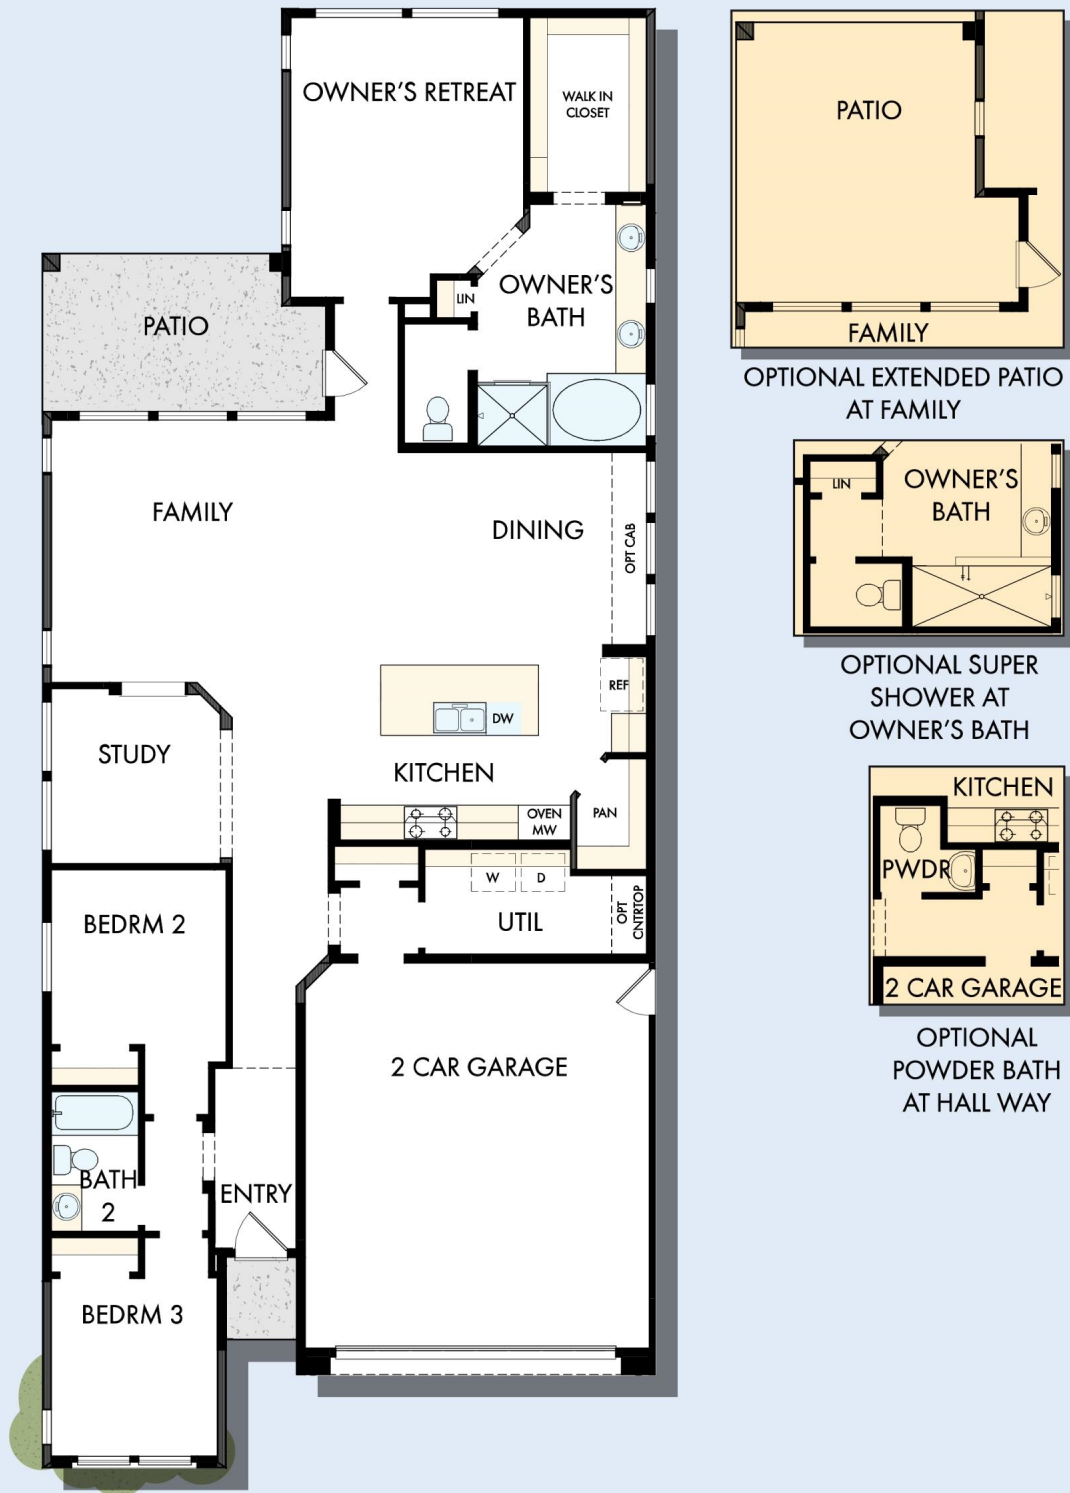 OWNER'S RETREAT
WALK IN
CLOSET
LIN
OWNER'S
BATH
PATIO
FAMILY
DINING
OPT CAB
REF
DW
STUDY
KITCHEN
OVEN
MW
PAN
W
D
UTIL
OPT
CNTRTOP
BEDRM 2
2 CAR GARAGE
BATH
2
ENTRY
BEDRM 3
PATIO
FAMILY
OPTIONAL EXTENDED PATIO
AT FAMILY
LIN
OWNER'S
BATH
OPTIONAL SUPER
SHOWER AT
OWNER'S BATH
KITCHEN
PWDR
2 CAR GARAGE
OPTIONAL
POWDER BATH
AT HALL WAY